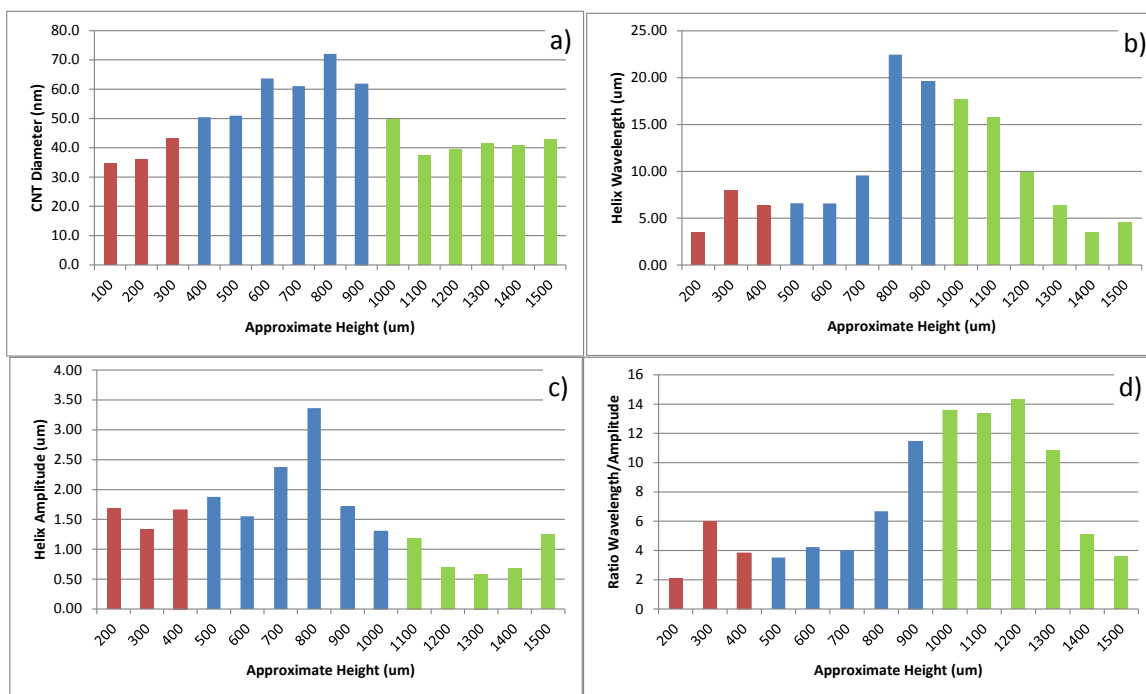 a)
80.0
70.0
60.0
50.0
40.0
30.0
20.0
10.0
0.0
CNT Diameter (nm)
100 200 300 400 500 600 700 800 900 1000 1100 1200 1300 1400 1500
Approximate Height (um)
b)
25.00
20.00
15.00
10.00
5.00
0.00
Helix Wavelength (um)
200 300 400 500 600 700 800 900 1000 1100 1200 1300 1400 1500
Approximate Height (um)
c)
4.00
3.50
3.00
2.50
2.00
1.50
1.00
0.50
0.00
Helix Amplitude (um)
200 300 400 500 600 700 800 900 1000 1100 1200 1300 1400 1500
Approximate Height (um)
d)
16
14
12
10
8
6
4
2
0
Ratio Wavelength/Amplitude
200 300 400 500 600 700 800 900 1000 1100 1200 1300 1400 1500
Approximate Height (um)